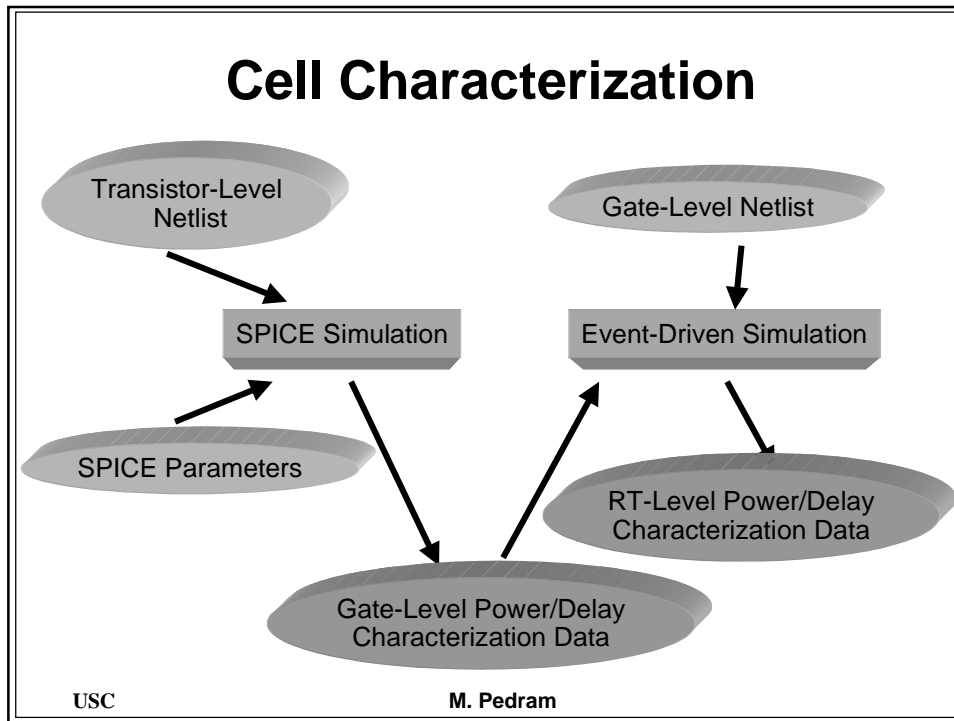 Cell Characterization
Transistor-Level
Netlist
Gate-Level Netlist
SPICE Simulation
Event-Driven Simulation
SPICE Parameters
RT-Level Power/Delay
Characterization Data
Gate-Level Power/Delay
Characterization Data
USC
M. Pedram